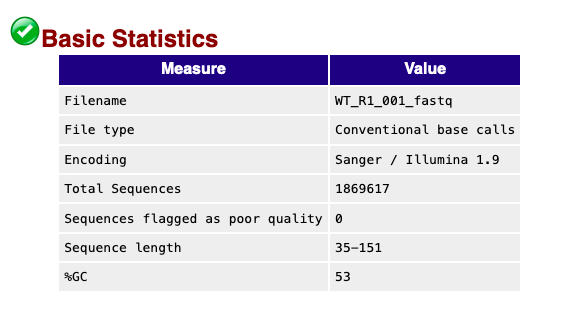 Basic Statistics
Measure Value
Filename WT_R1_001_fastq
File type Conventional base calls
Encoding Sanger / Illumina 1.9
Total Sequences 1869617
Sequences flagged as poor quality 0
Sequence length 35-151
%GC 53